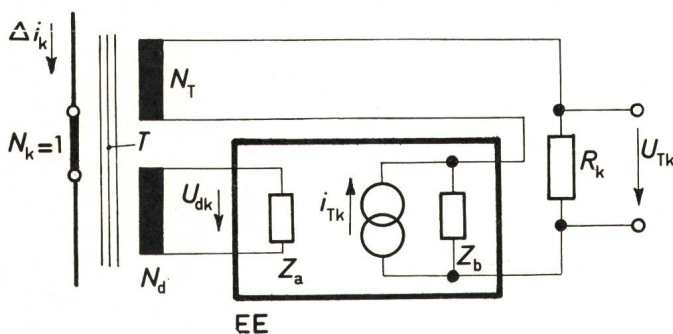 Δi_k
N_T
N_k=1
T
R_k
U_Tk
U_dk
i_Tk
Z_a
Z_b
N_d
EE